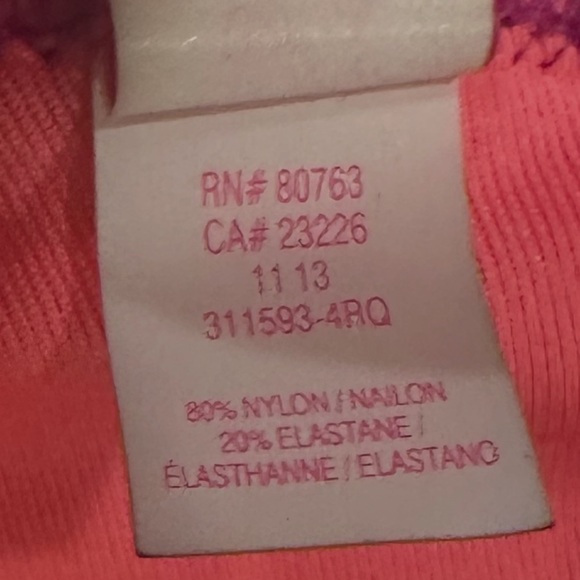 RN# 80763
CA# 23226
11 13
311593-4RQ
80% NYLON / NAILON
20% ELASTANE /
ÉLASTHANNE / ELASTANO